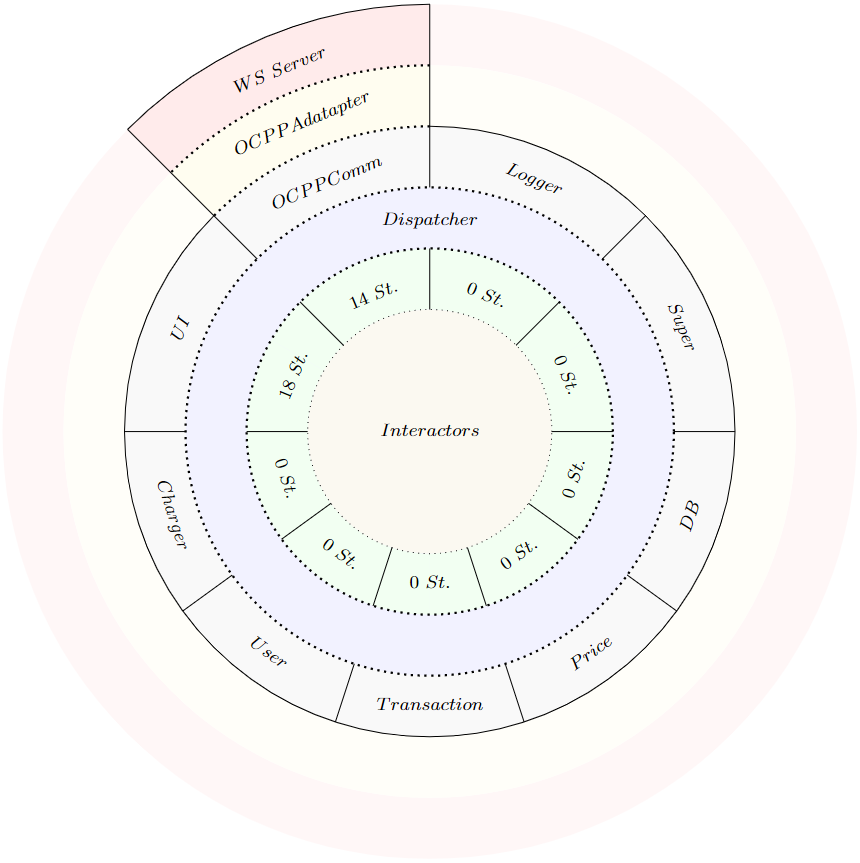 WS Server
OCPPAdatapter
OCPPComm
Logger
Dispatcher
14 St.
0 St.
UI
Super
18 St.
0 St.
Interactors
0 St.
0 St.
Charger
DB
0 St.
0 St.
0 St.
User
Price
Transaction